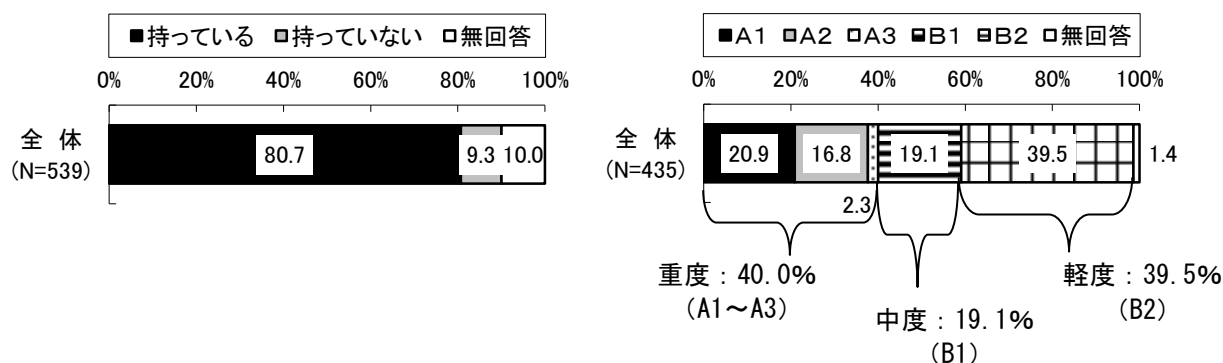 ■持っている ■持っていない □無回答
0% 20% 40% 60% 80% 100%
全 体
(N=539)
80.7 9.3 10.0
■A1 ■A2 □A3 ■B1 ■B2 □無回答
0% 20% 40% 60% 80% 100%
全 体
(N=435)
20.9 16.8 19.1 39.5 1.4
2.3
重度：40.0%
（A1～A3）
中度：19.1%
（B1）
軽度：39.5%
（B2）